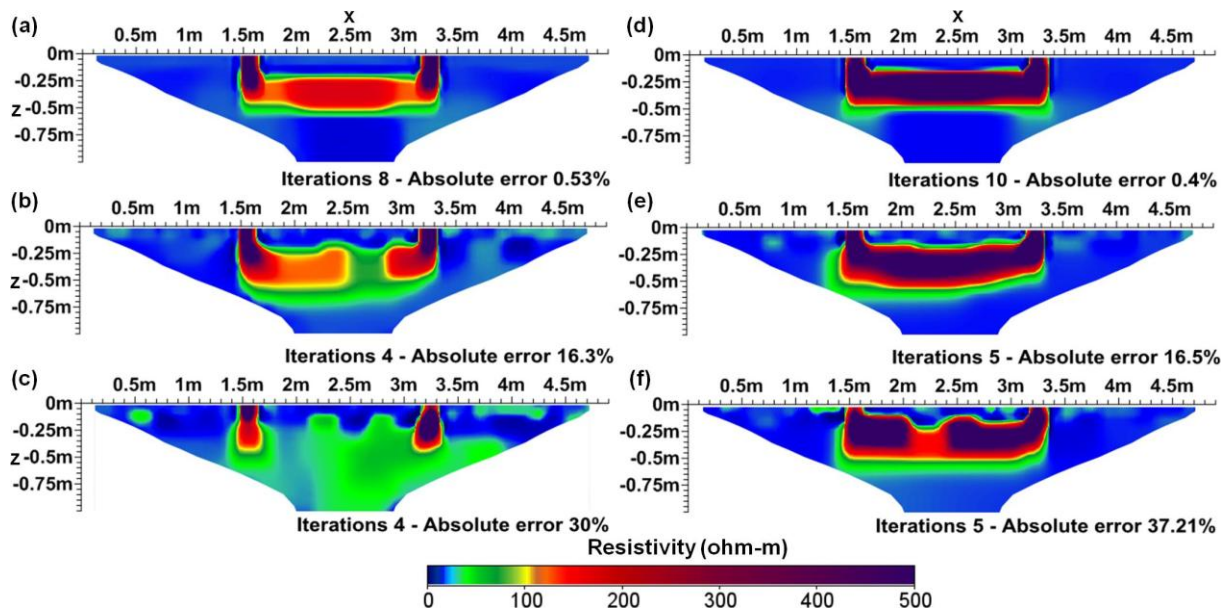 (a) x
0.5m 1m 1.5m 2m 2.5m 3m 3.5m 4m 4.5m
0m
-0.25m
z -0.5m
-0.75m
Iterations 8 - Absolute error 0.53%
(d) x
0.5m 1m 1.5m 2m 2.5m 3m 3.5m 4m 4.5m
0m
-0.25m
-0.5m
-0.75m
Iterations 10 - Absolute error 0.4%
(b)
0.5m 1m 1.5m 2m 2.5m 3m 3.5m 4m 4.5m
0m
-0.25m
z -0.5m
-0.75m
Iterations 4 - Absolute error 16.3%
(e)
0.5m 1m 1.5m 2m 2.5m 3m 3.5m 4m 4.5m
0m
-0.25m
-0.5m
-0.75m
Iterations 5 - Absolute error 16.5%
(c)
0.5m 1m 1.5m 2m 2.5m 3m 3.5m 4m 4.5m
0m
-0.25m
z -0.5m
-0.75m
Iterations 4 - Absolute error 30%
(f)
0.5m 1m 1.5m 2m 2.5m 3m 3.5m 4m 4.5m
0m
-0.25m
-0.5m
-0.75m
Iterations 5 - Absolute error 37.21%
Resistivity (ohm-m)
0 100 200 300 400 500